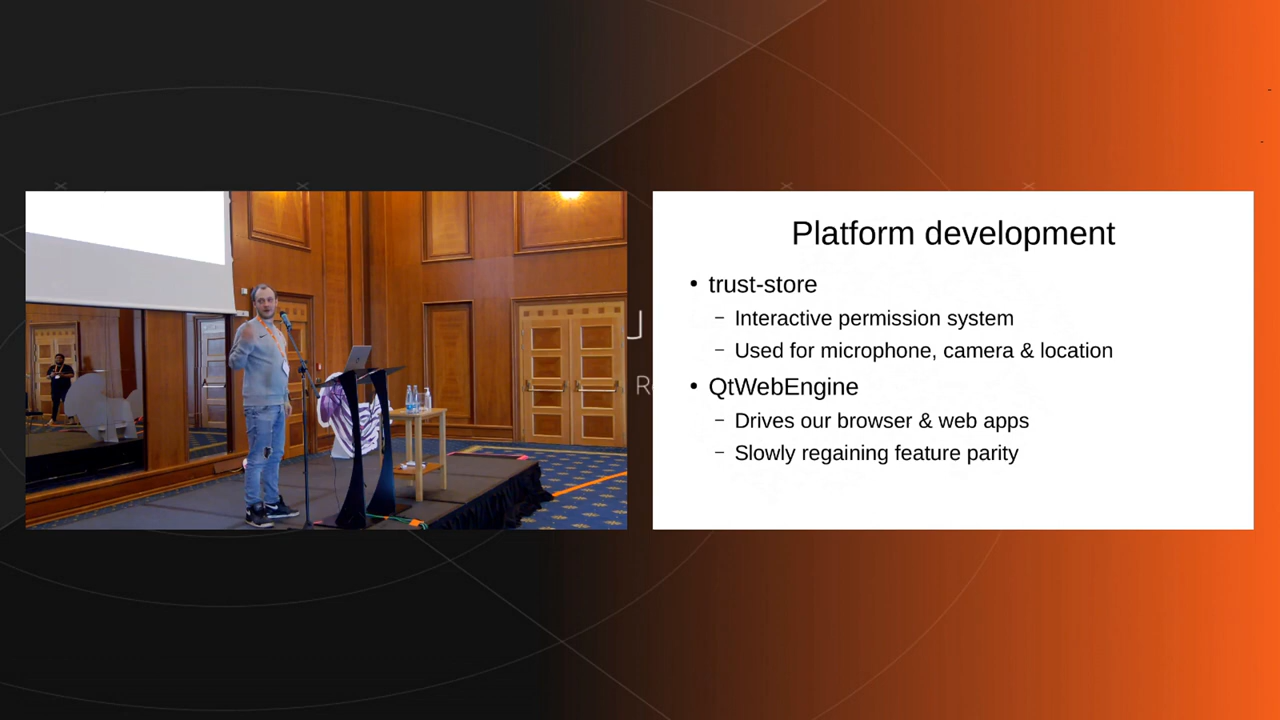 Platform development
• trust-store
– Interactive permission system
– Used for microphone, camera & location
• QtWebEngine
– Drives our browser & web apps
– Slowly regaining feature parity